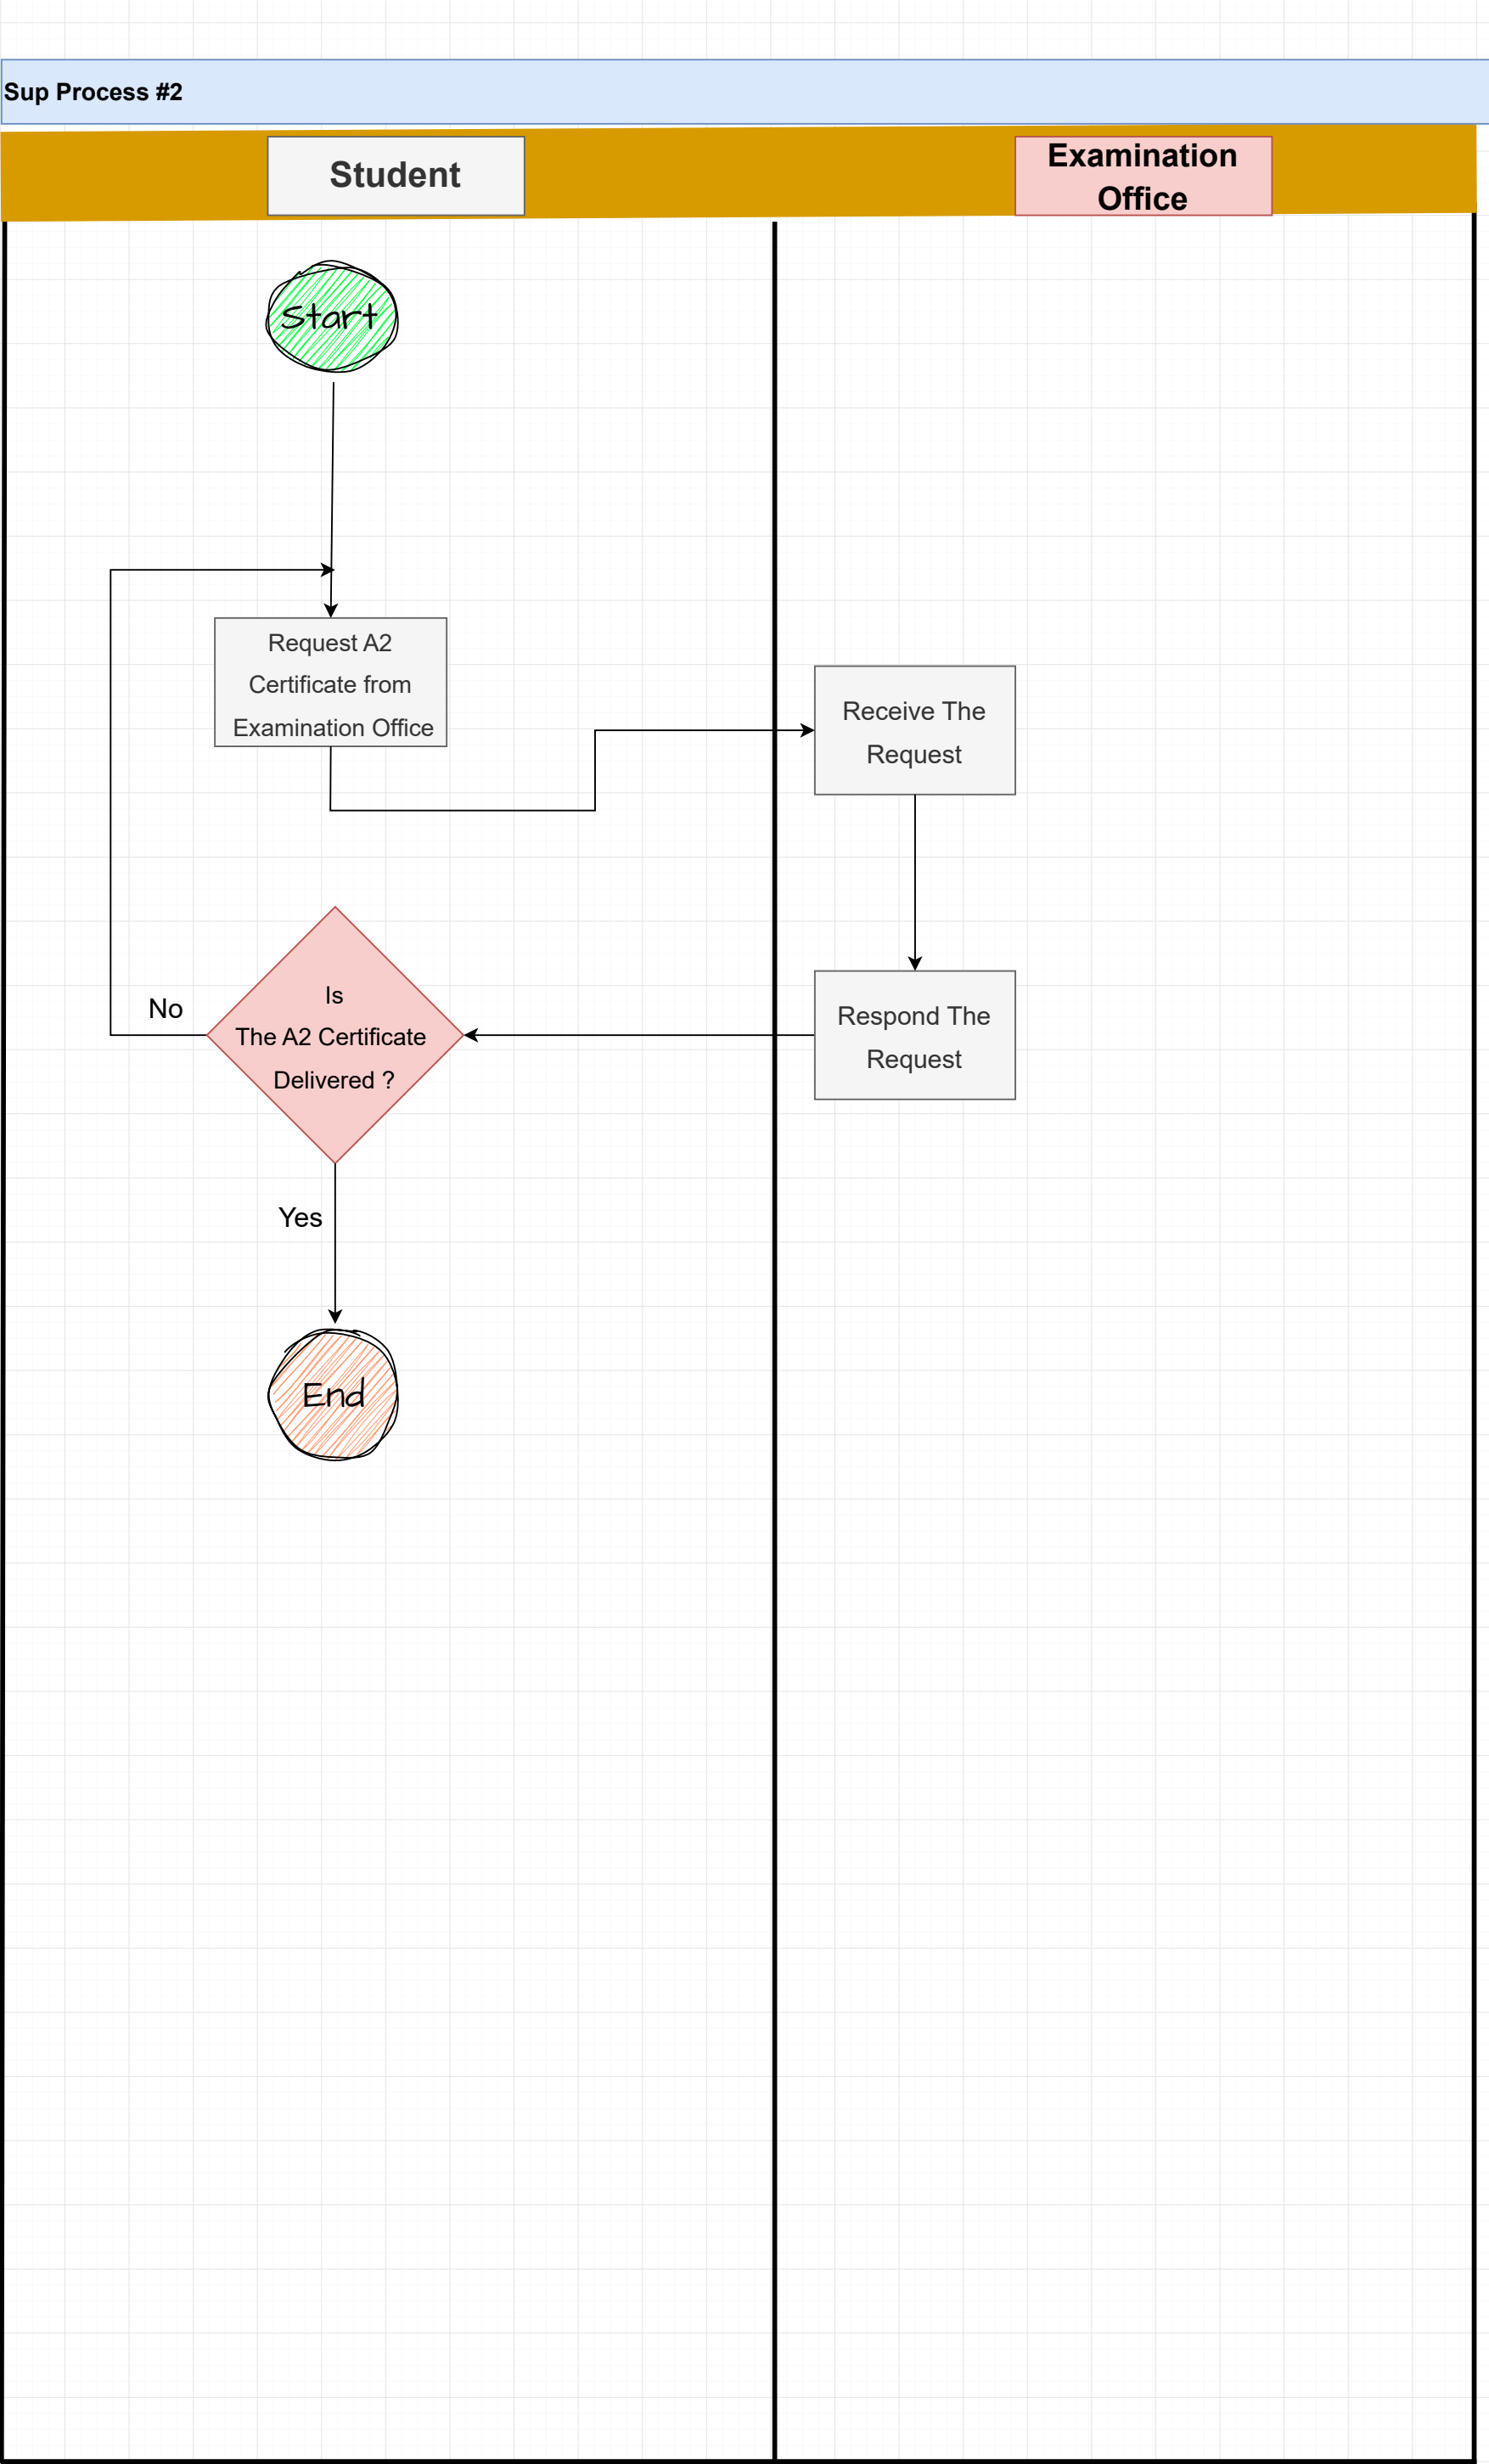 Sup Process #2
Student
Examination
Office
Start
Request A2
Certificate from
Examination Office
Receive The
Request
Is
The A2 Certificate
Delivered ?
No
Respond The
Request
Yes
End